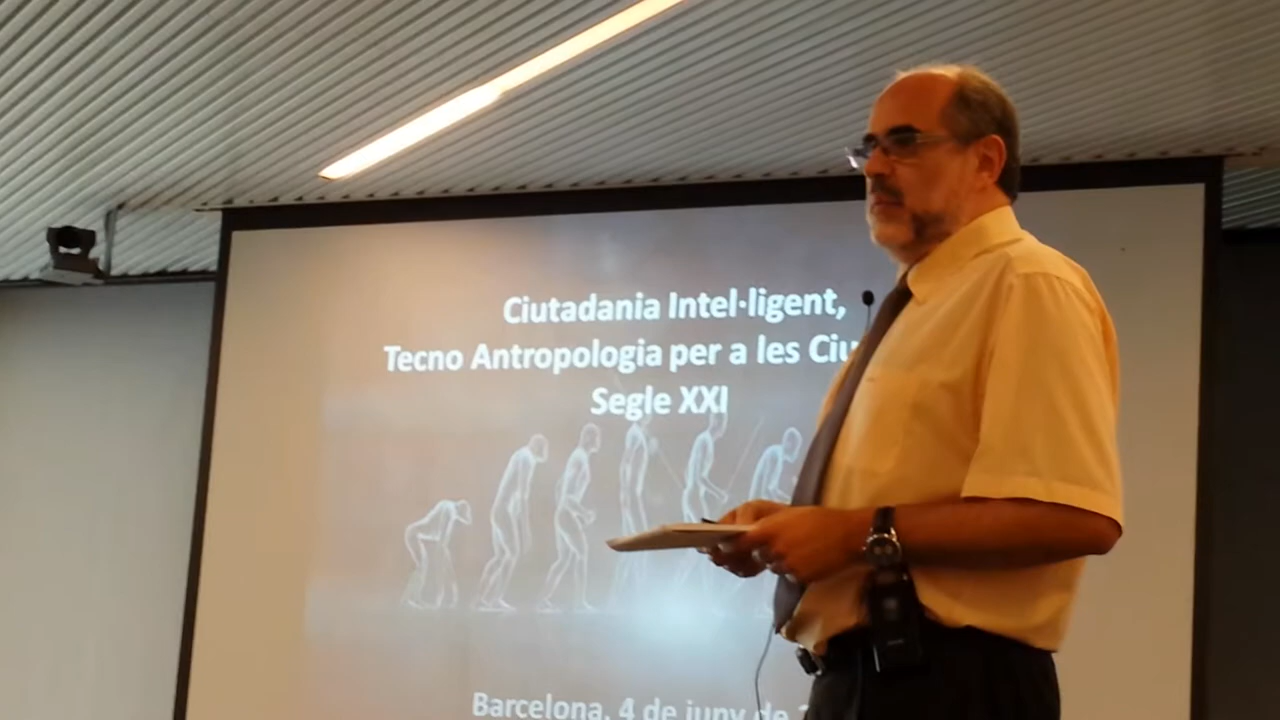 Ciutadania Intel·ligent,
Tecno Antropologia per a les
Segle XXI
Barcelona, 4 de juny de